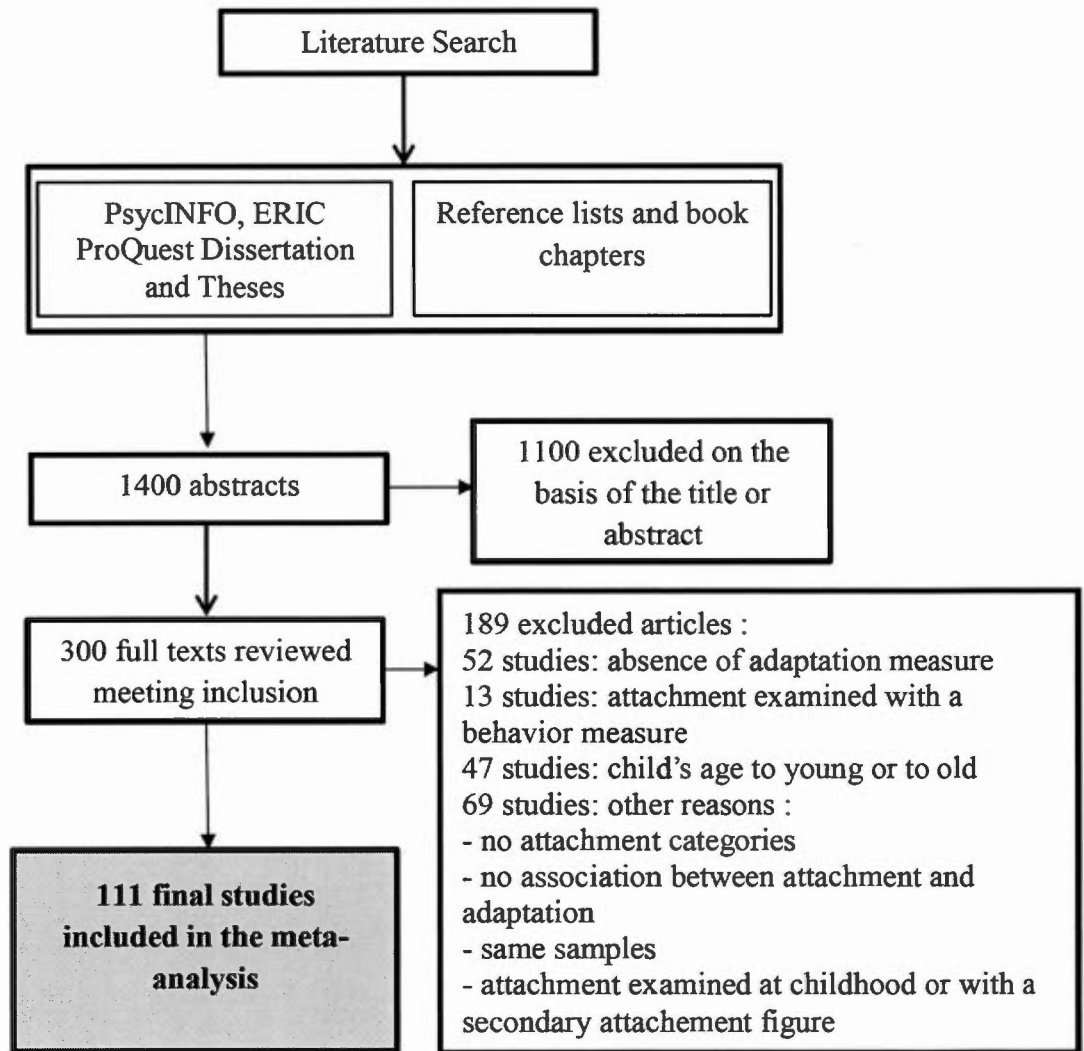 Literature Search
PsycINFO, ERIC
ProQuest Dissertation
and Theses
Reference lists and book
chapters
1400 abstracts
1100 excluded on the
basis of the title or
abstract
300 full texts reviewed
meeting inclusion
189 excluded articles :
52 studies: absence of adaptation measure
13 studies: attachment examined with a
behavior measure
47 studies: child's age to young or to old
69 studies: other reasons :
- no attachment categories
- no association between attachment and
adaptation
- same samples
- attachment examined at childhood or with a
secondary attachement figure
111 final studies
included in the meta-
analysis